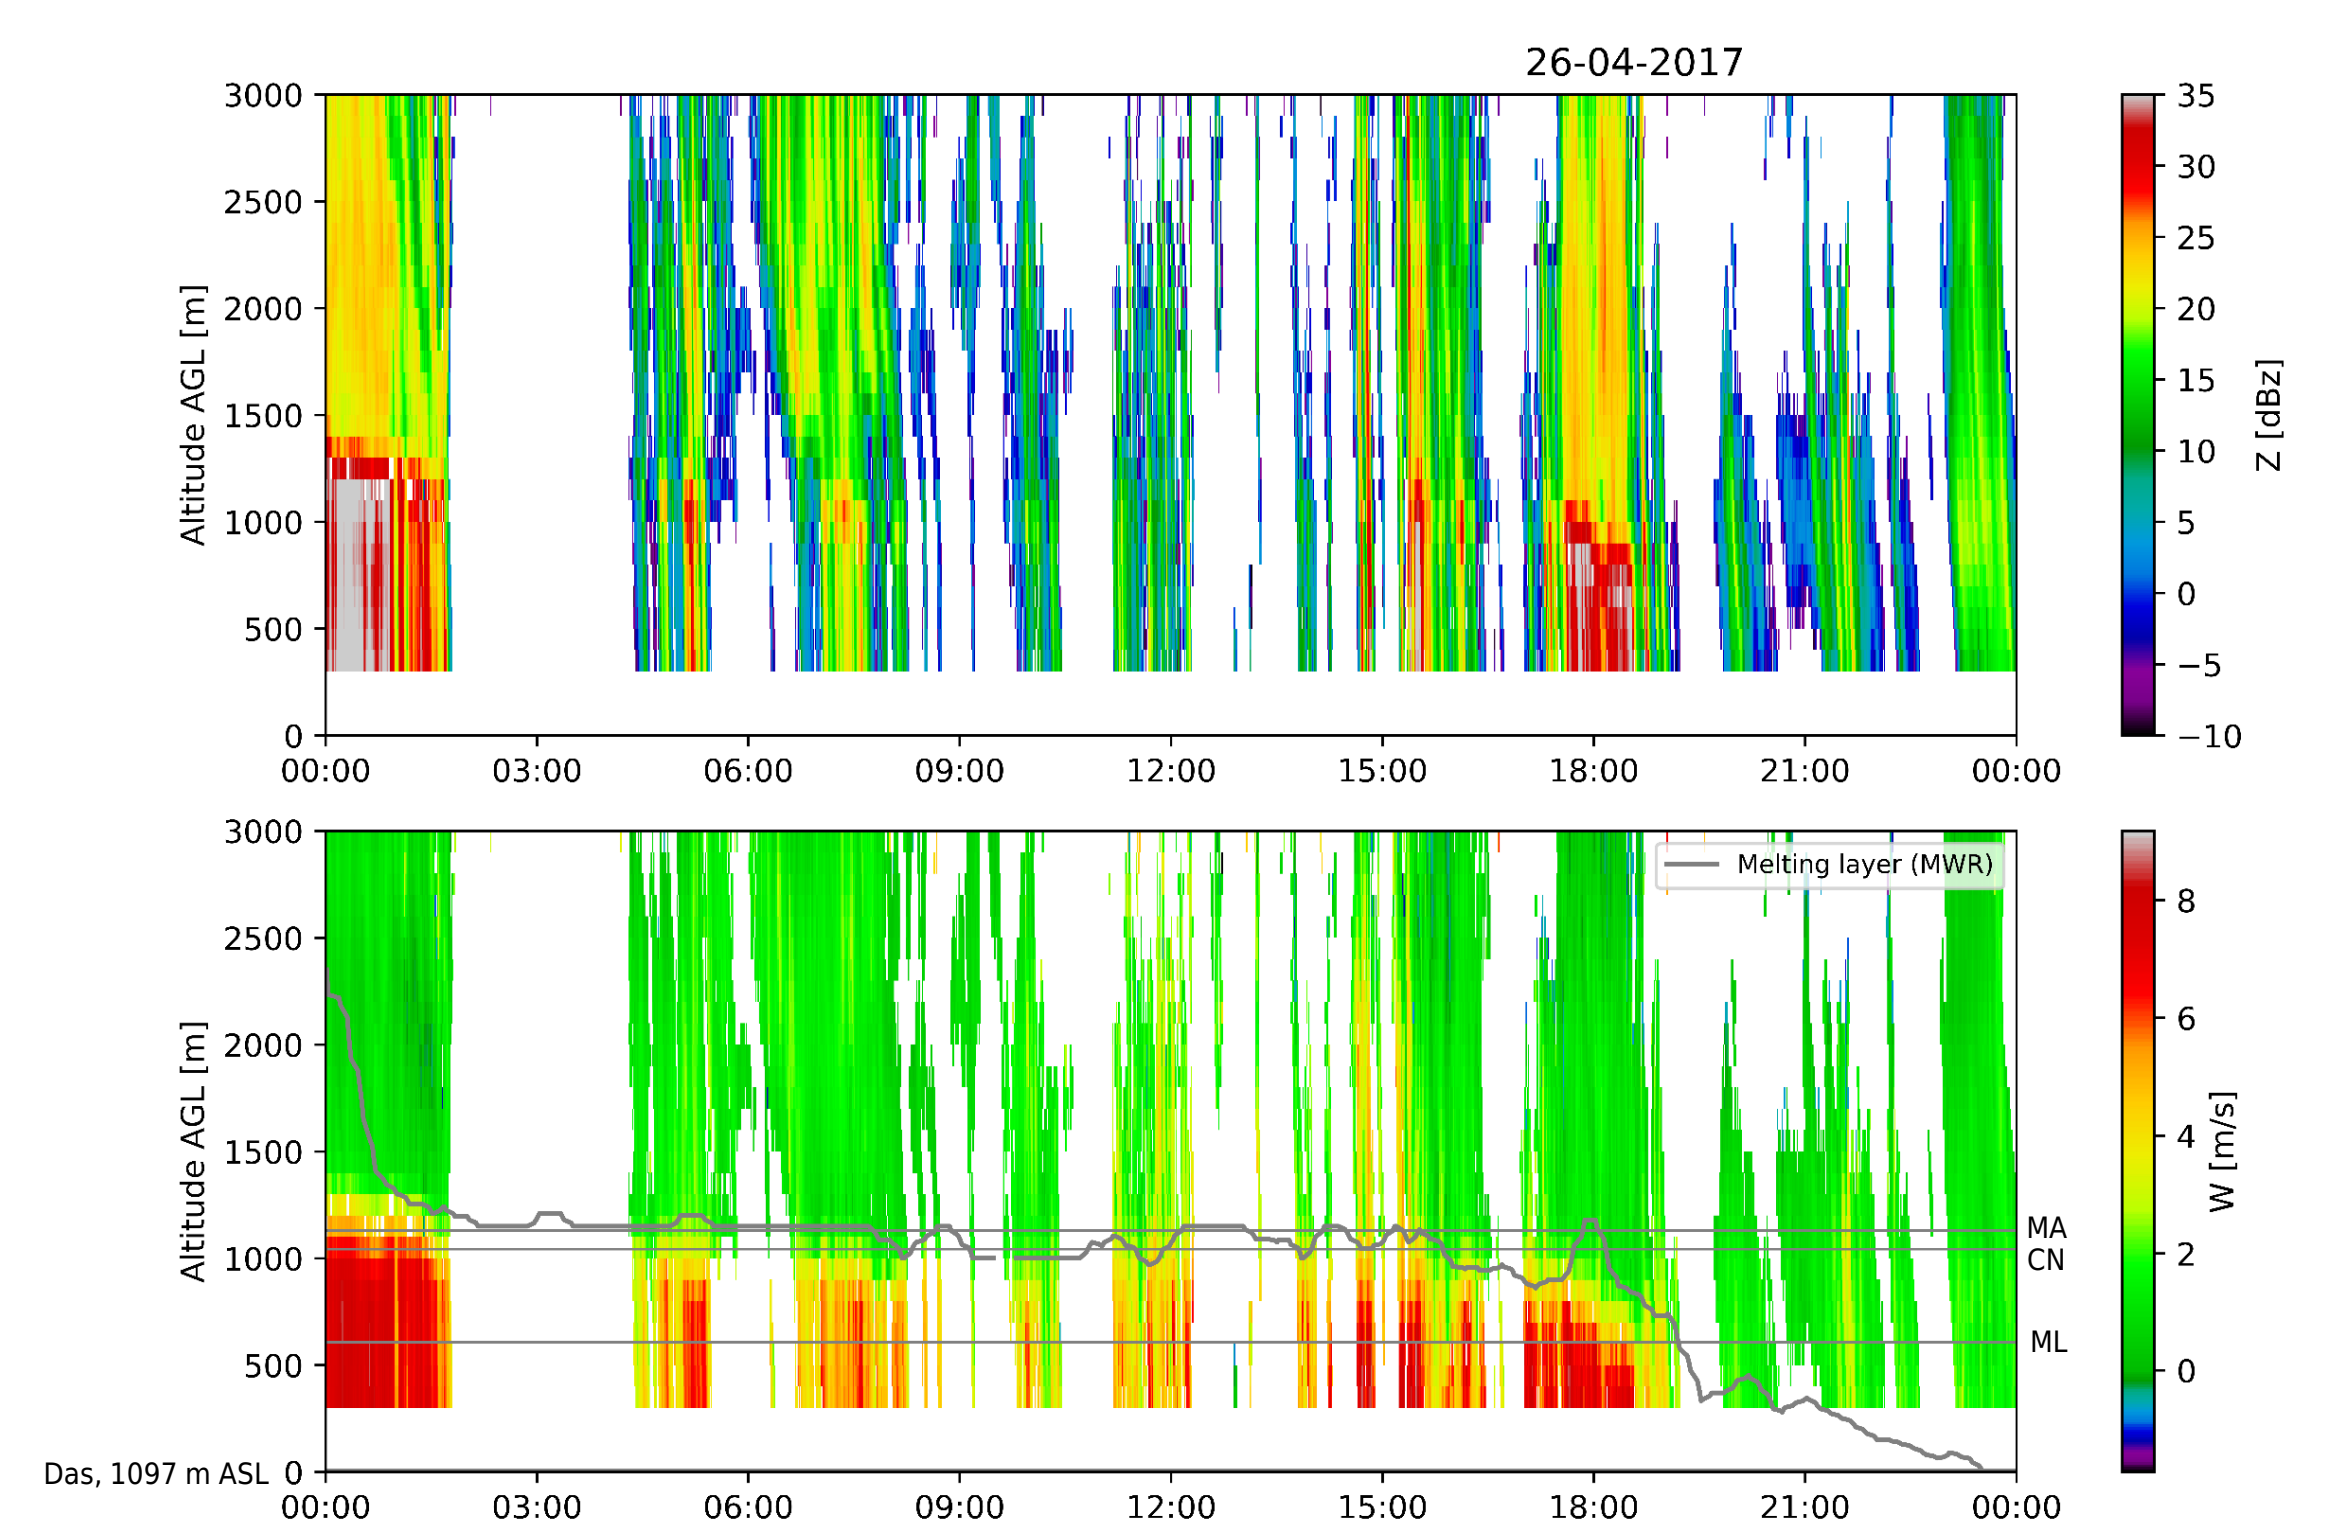 26-04-2017
3000
2500
2000
1500
1000
500
0
Altitude AGL [m]
00:00 03:00 06:00 09:00 12:00 15:00 18:00 21:00 00:00
35
30
25
20
15
10
5
0
−5
−10
Z [dBz]
3000
2500
2000
1500
1000
500
Das, 1097 m ASL 0
Altitude AGL [m]
Melting layer (MWR)
MA
CN
ML
00:00 03:00 06:00 09:00 12:00 15:00 18:00 21:00 00:00
8
6
4
2
0
W [m/s]